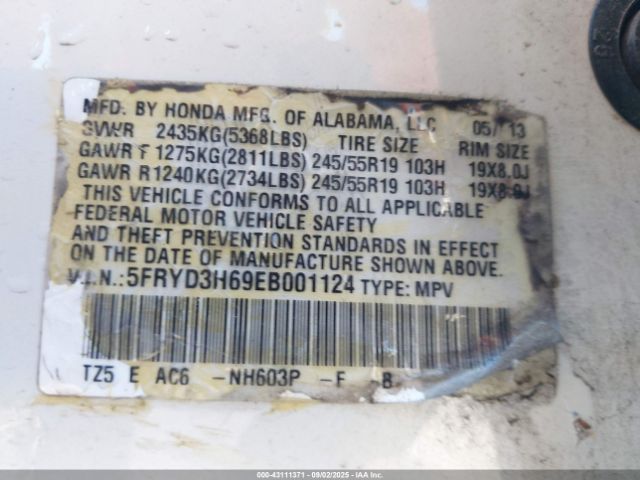 MFD. BY HONDA MFG. OF ALABAMA, LLC 05/13
GVWR 2435KG(5368LBS) TIRE SIZE RIM SIZE
GAWR F 1275KG(2811LBS) 245/55R19 103H 19X8.0J
GAWR R 1240KG(2734LBS) 245/55R19 103H 19X8.0J
THIS VEHICLE CONFORMS TO ALL APPLICABLE
FEDERAL MOTOR VEHICLE SAFETY
AND THEFT PREVENTION STANDARDS IN EFFECT
ON THE DATE OF MANUFACTURE SHOWN ABOVE.
V.I.N.:5FRYD3H69EB001124 TYPE: MPV
TZ5 E AC6 -NH603P -F -B
000-43111371 - 09/02/2025 - IAAI.COM